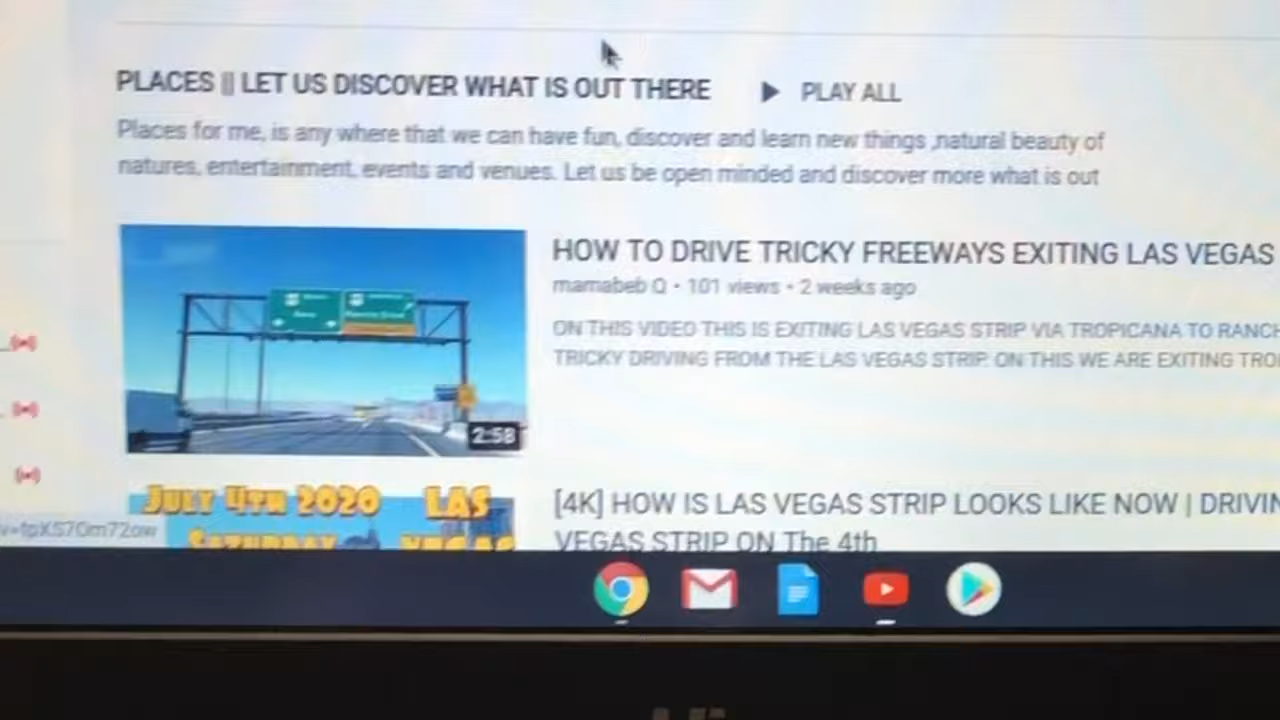 PLACES || LET US DISCOVER WHAT IS OUT THERE
PLAY ALL
Places for me, is any where that we can have fun, discover and learn new things ,natural beauty of
natures, entertainment, events and venues. Let us be open minded and discover more what is out
HOW TO DRIVE TRICKY FREEWAYS EXITING LAS VEGAS
mamabeb Q • 101 views • 2 weeks ago
ON THIS VIDEO THIS IS EXITING LAS VEGAS STRIP VIA TROPICANA TO RANCH
TRICKY DRIVING FROM THE LAS VEGAS STRIP. ON THIS WE ARE EXITING TRO
2:58
JULY 4TH 2020 LAS
SATURDAY VEGAS
[4K] HOW IS LAS VEGAS STRIP LOOKS LIKE NOW | DRIVIN
VEGAS STRIP ON The 4th